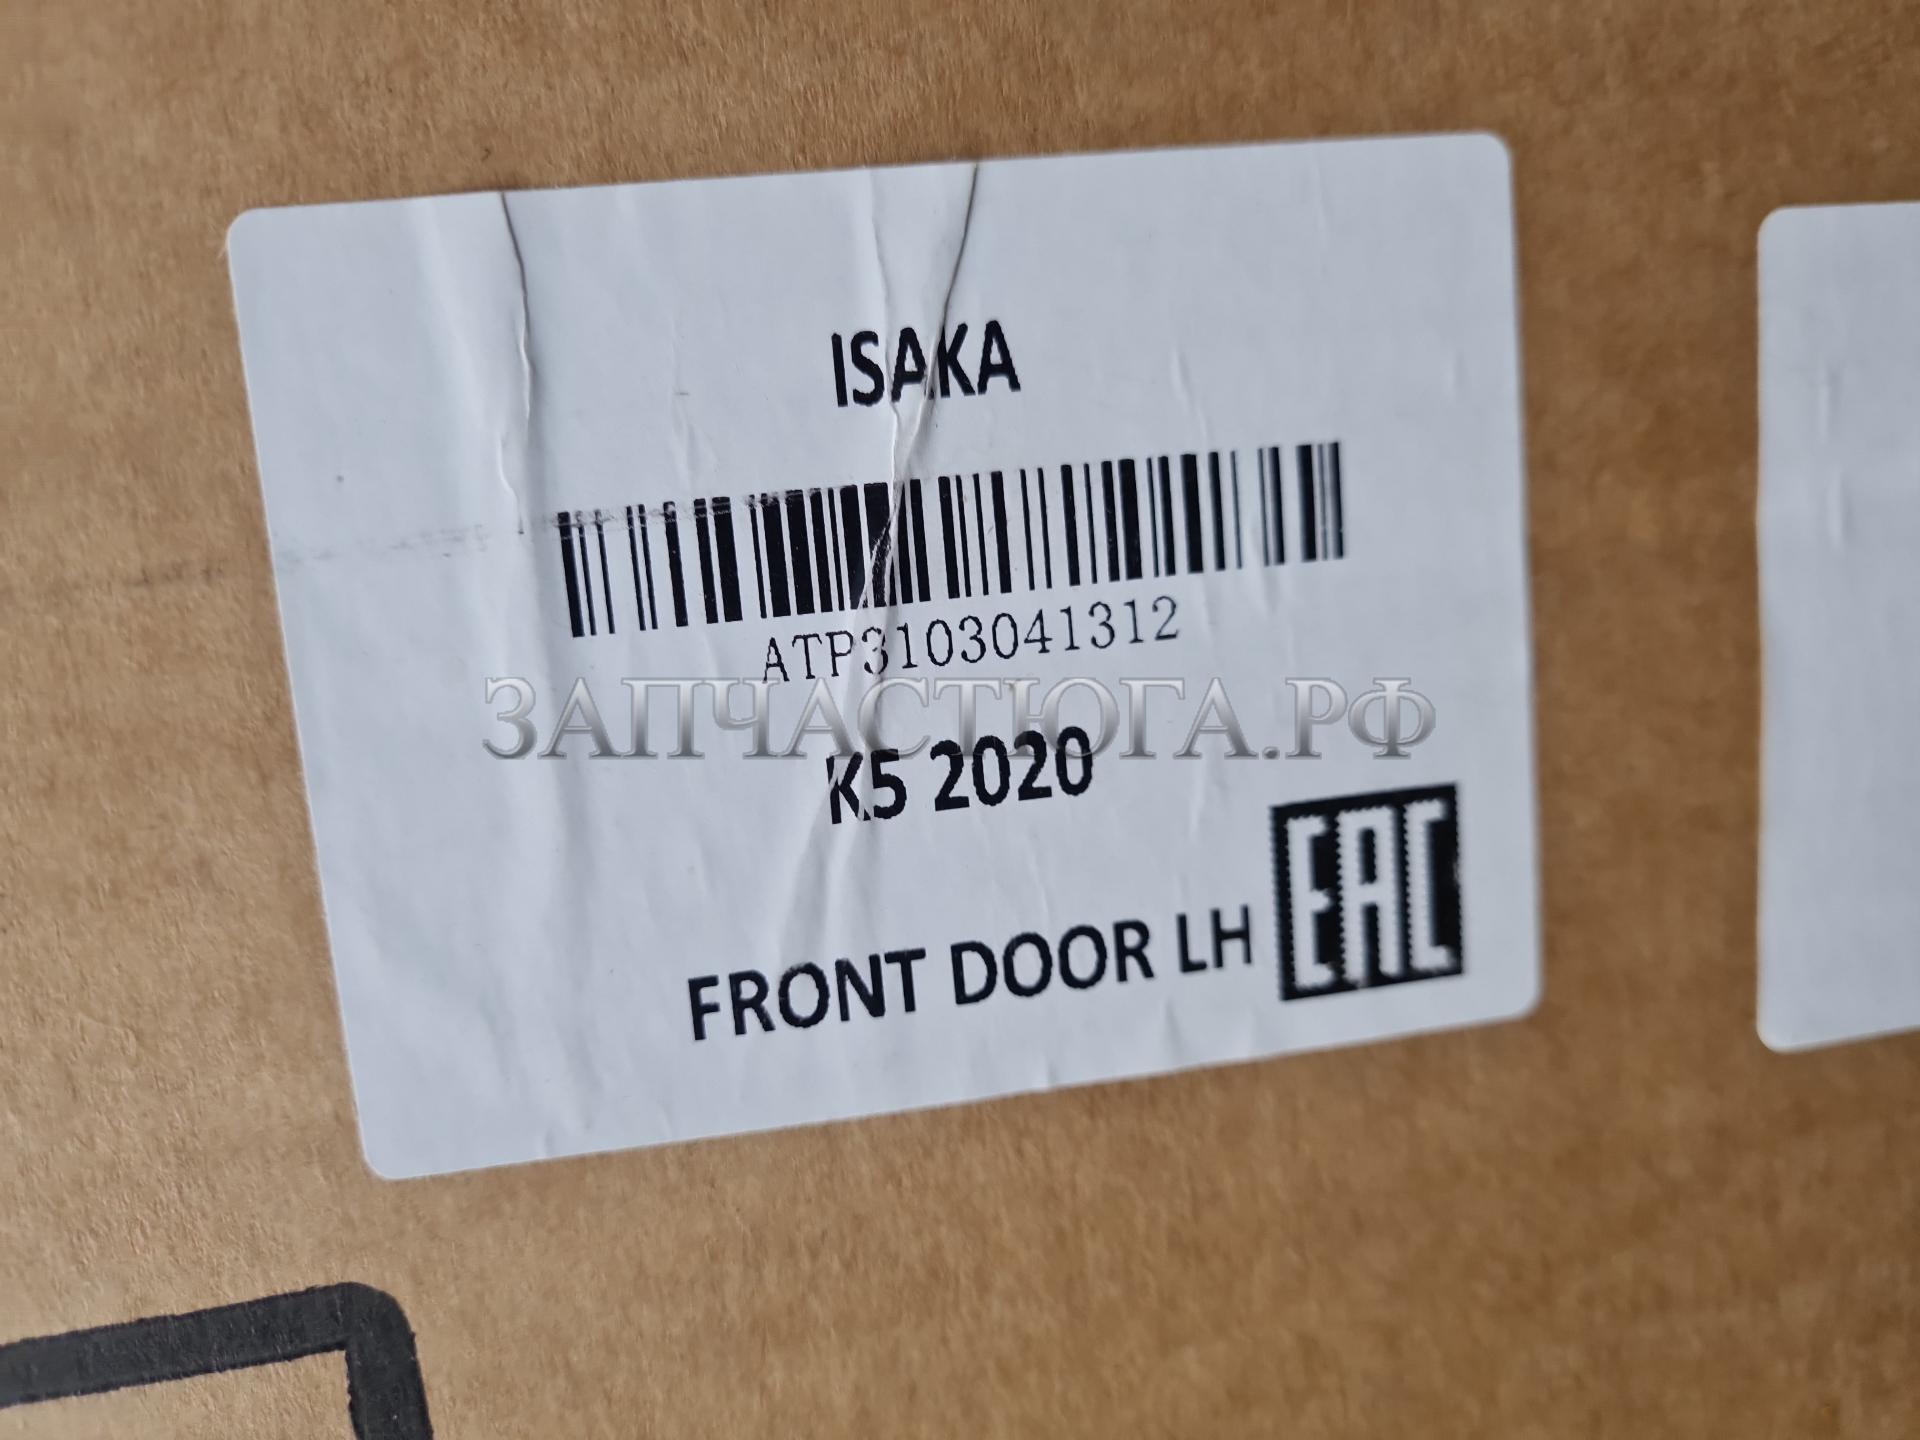 ISAKA
ATP3103041312
ЗАПЧАСТЮГА.РФ
K5 2020
FRONT DOOR LH
EAC